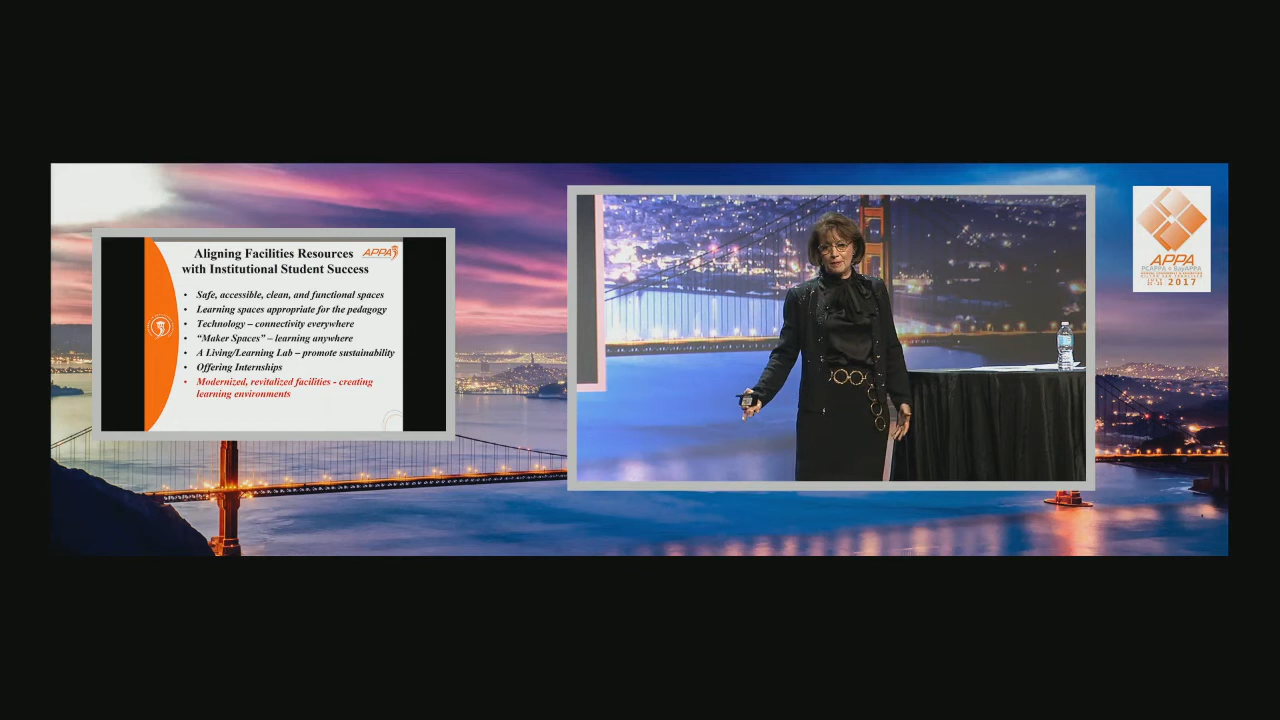 Aligning Facilities Resources
APPA
with Institutional Student Success
• Safe, accessible, clean, and functional spaces
• Learning spaces appropriate for the pedagogy
• Technology – connectivity everywhere
• “Maker Spaces” – learning anywhere
• A Living/Learning Lab – promote sustainability
• Offering Internships
• Modernized, revitalized facilities - creating
learning environments
APPA
PCAPPA + BayAPPA
2017